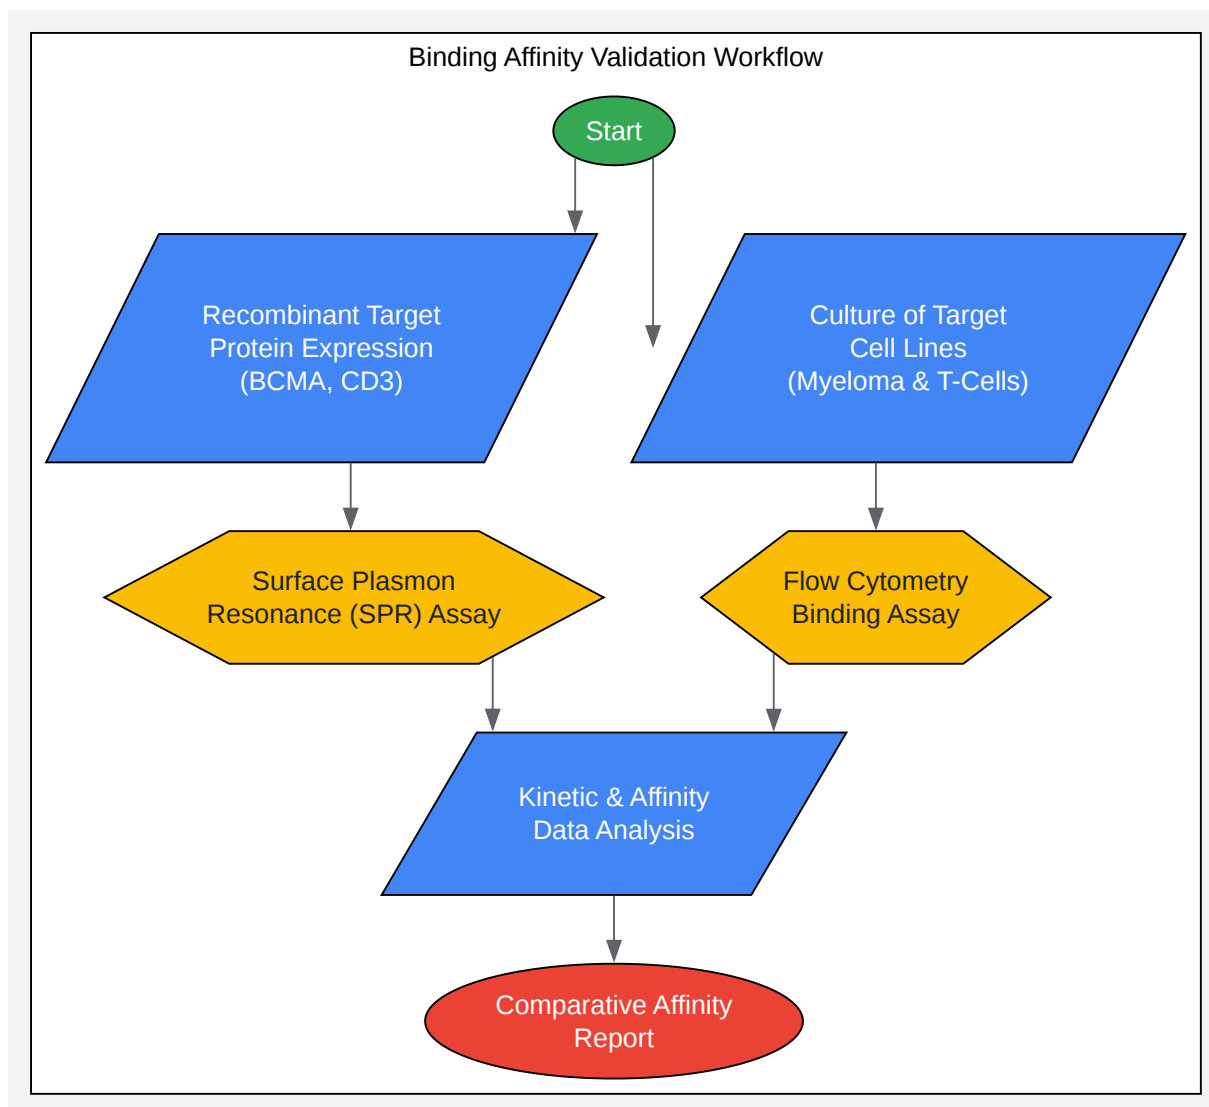 Binding Affinity Validation Workflow
Start
Recombinant Target
Protein Expression
(BCMA, CD3)
Culture of Target
Cell Lines
(Myeloma & T-Cells)
Surface Plasmon
Resonance (SPR) Assay
Flow Cytometry
Binding Assay
Kinetic & Affinity
Data Analysis
Comparative Affinity
Report